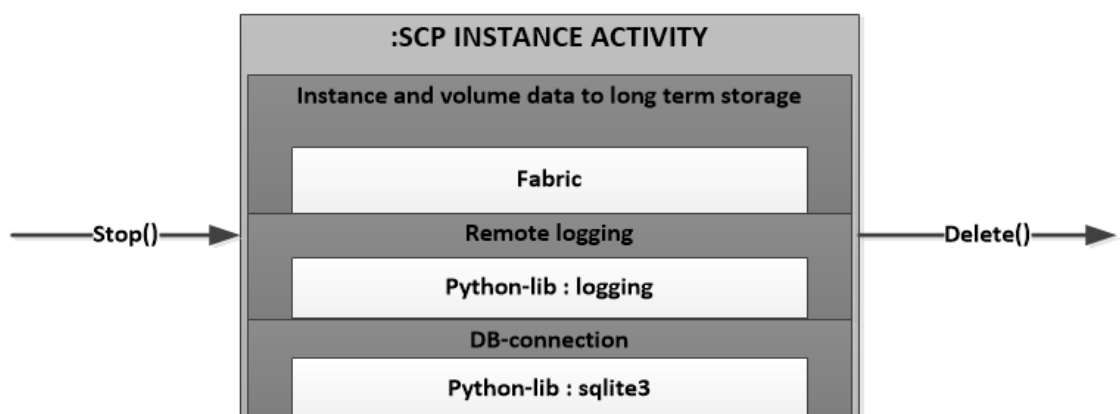 :SCP INSTANCE ACTIVITY
Instance and volume data to long term storage
Fabric
Stop()
Remote logging
Delete()
Python-lib : logging
DB-connection
Python-lib : sqlite3